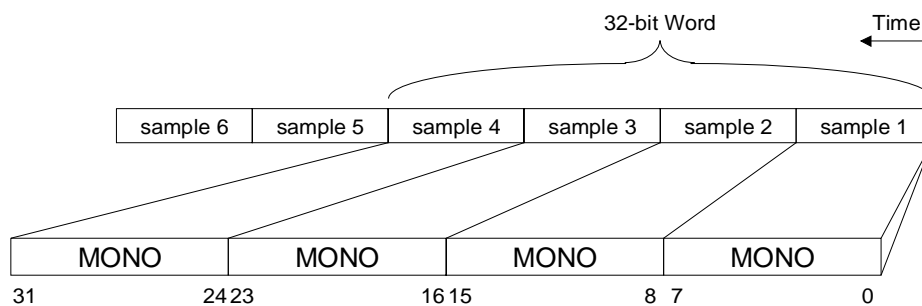 32-bit Word Time
sample 6 sample 5 sample 4 sample 3 sample 2 sample 1
MONO MONO MONO MONO
31 24 23 16 15 8 7 0